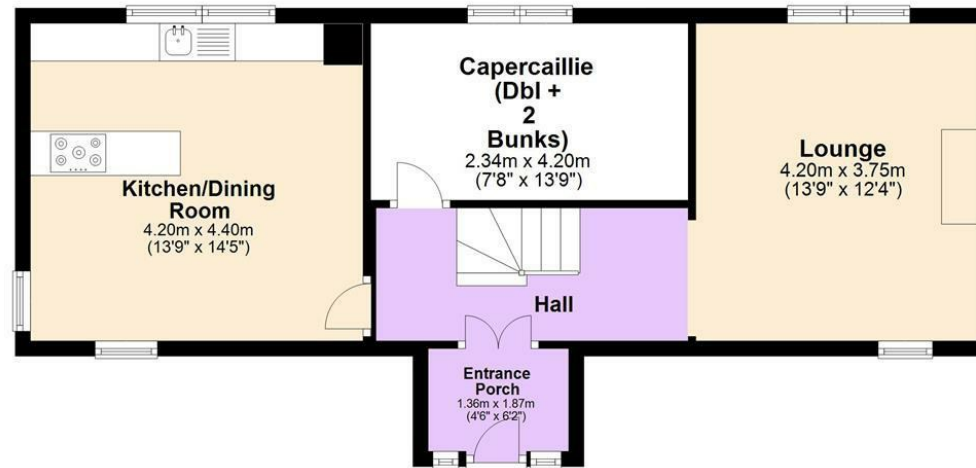 Kitchen/Dining
Room
4.20m x 4.40m
(13'9" x 14'5")
Capercaillie
(Dbl +
2
Bunks)
2.34m x 4.20m
(7'8" x 13'9")
Lounge
4.20m x 3.75m
(13'9" x 12'4")
Hall
Entrance
Porch
1.36m x 1.87m
(4'6" x 6'2")